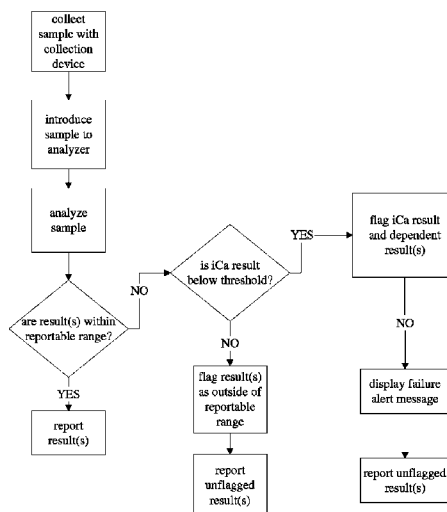 collect
sample with
collection
device
introduce
sample to
analyzer
analyze
sample
are result(s) within
reportable range?
NO
YES
report
result(s)
is iCa result
below threshold?
YES
NO
flag result(s)
as outside of
reportable
range
report
unflagged
result(s)
flag iCa result
and dependent
result(s)
NO
display failure
alert message
report unflagged
result(s)